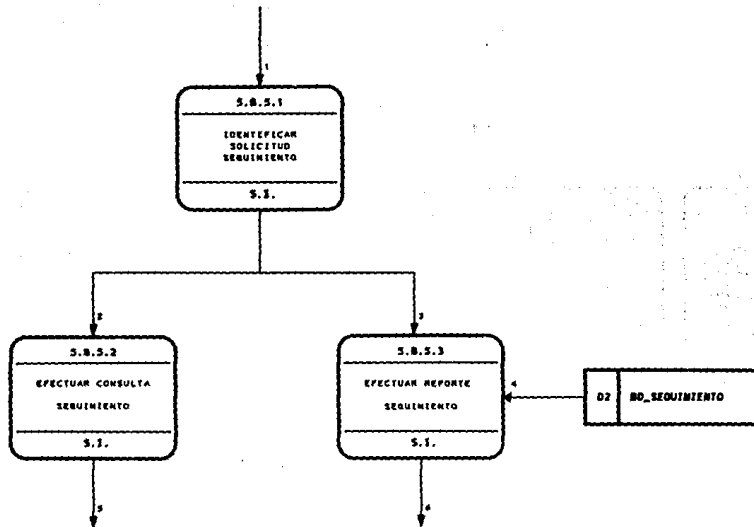 1
5.8.5.1
IDENTIFICAR
SOLICITUD
SEGUIMIENTO
S.I.
2
3
5.8.5.2
EFECTUAR CONSULTA
SEGUIMIENTO
S.I.
5.8.5.3
EFECTUAR REPORTE
SEGUIMIENTO
S.I.
4
D2
BD_SEGUIMIENTO
5
6